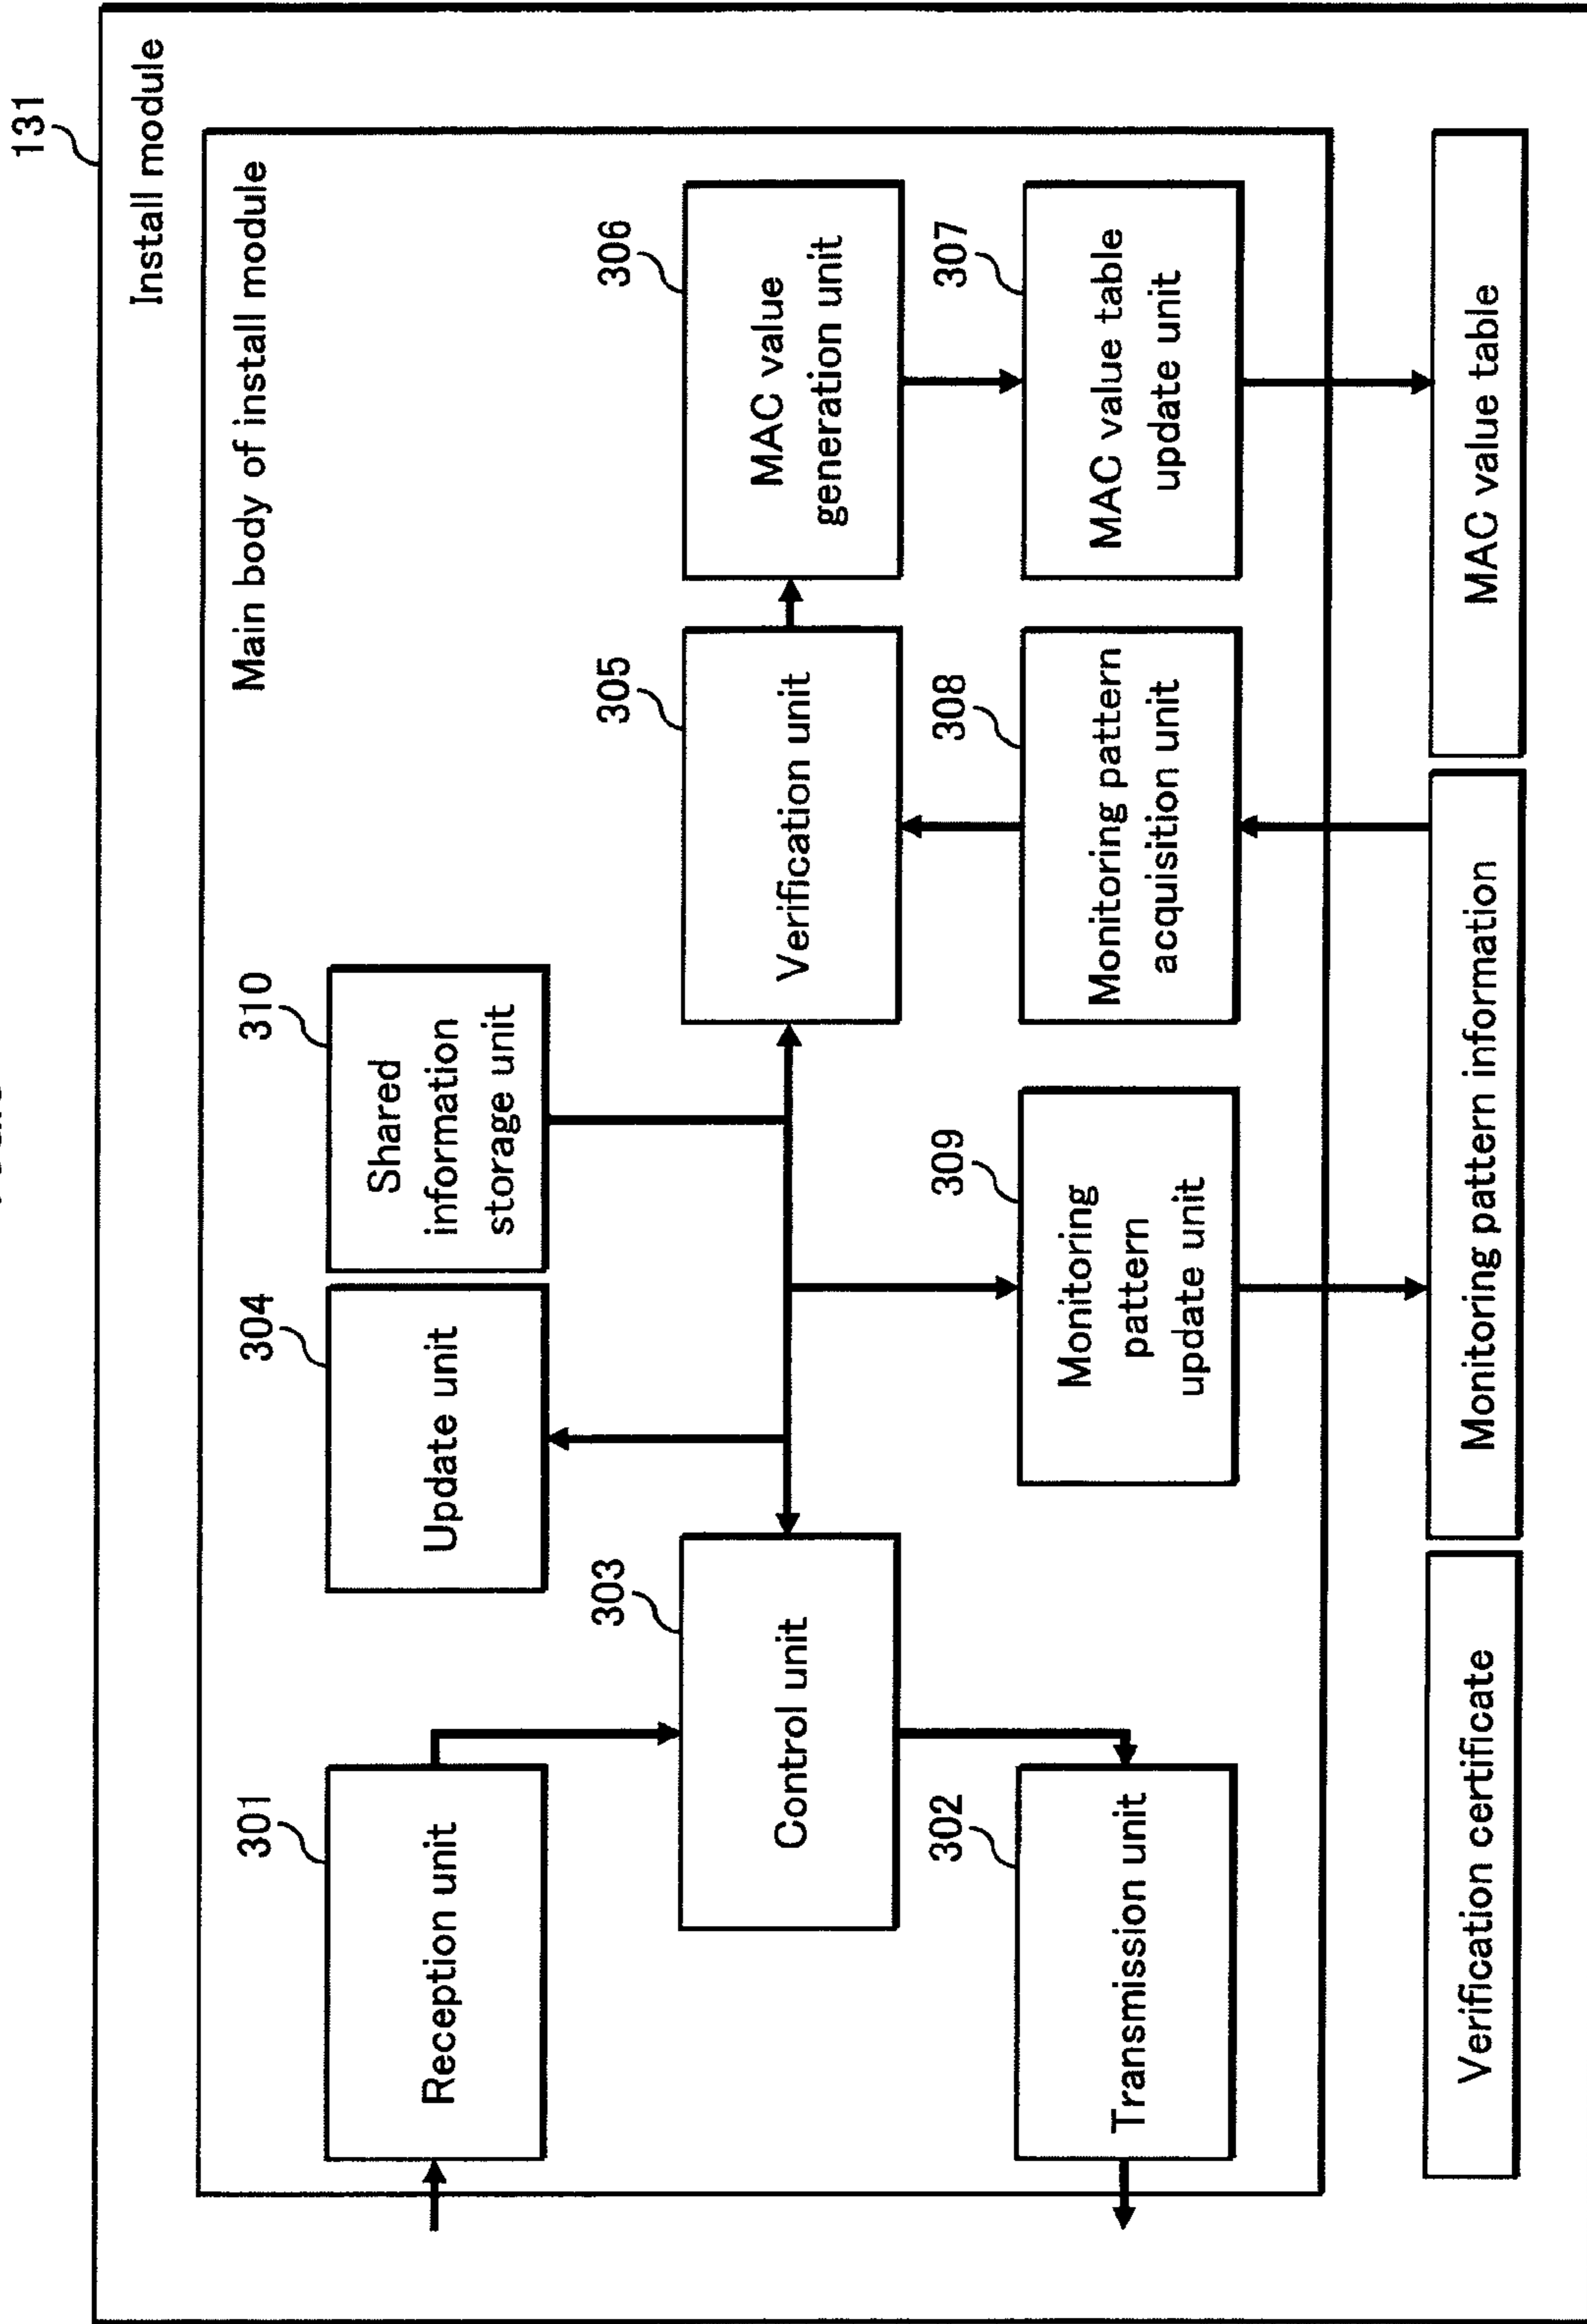 131
Install module
Main body of install module
301
Reception unit
304
Update unit
310
Shared
information
storage unit
303
Control unit
305
Verification unit
306
MAC value
generation unit
302
Transmission unit
309
Monitoring
pattern
update unit
308
Monitoring pattern
acquisition unit
307
MAC value table
update unit
Verification certificate
Monitoring pattern information
MAC value table